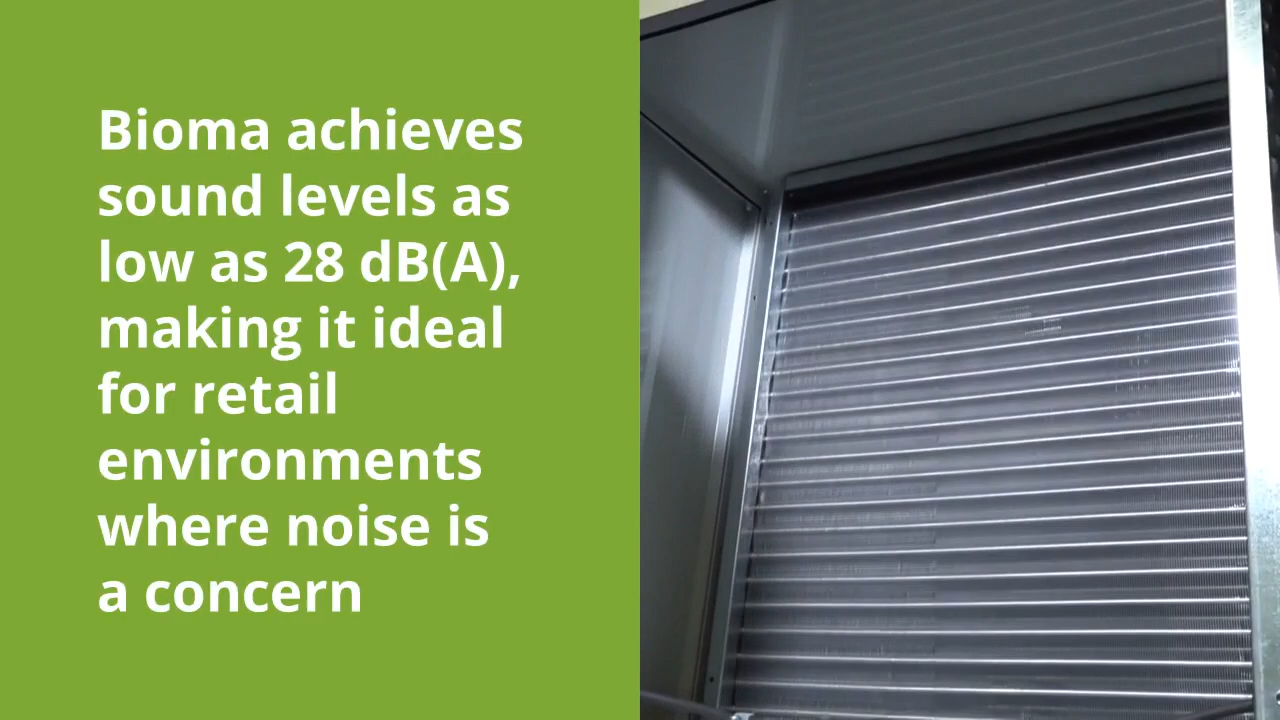 Bioma achieves
sound levels as
low as 28 dB(A),
making it ideal
for retail
environments
where noise is
a concern